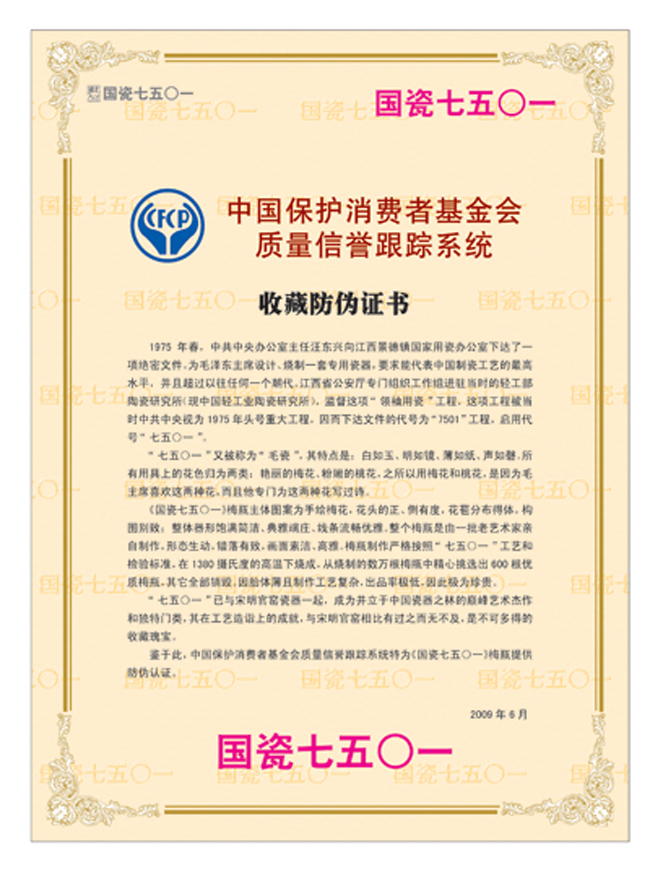 国瓷七五〇一
国瓷七五〇一
CFCP
中国保护消费者基金会
质量信誉跟踪系统
收藏防伪证书
1975 年春，中共中央办公室主任汪东兴向江西景德镇国家用瓷办公室下达了一
项绝密文件，为毛泽东主席设计、烧制一套专用瓷器，要求能代表中国制瓷工艺的最高
水平，并且超过以往任何一个朝代。江西省公安厅专门组织工作组进驻当时的轻工部
陶瓷研究所（现中国轻工业陶瓷研究所），监督这项“领袖用瓷”工程，这项工程被当
时中共中央视为 1975 年头号重大工程，因而下达文件的代号为“7501”工程，启用代
号“七五〇一”。
“七五〇一”又被称为“毛瓷”，其特点是：白如玉、明如镜、薄如纸、声如磬。所
有用具上的花色归为两类：艳丽的梅花、粉嫩的桃花，之所以用梅花和桃花，是因为毛
主席喜欢这两种花，而且他专门为这两种花写过诗。
《国瓷七五〇一》梅瓶主体图案为手绘梅花，花头的正、侧有度，花苞分布得体，构
图别致；整体器形饱满简洁、典雅端庄、线条流畅优雅。整个梅瓶是由一批老艺术家亲
自制作，形态生动，错落有致，画面素洁、高雅。梅瓶制作严格按照“七五〇一”工艺和
检验标准，在 1380 摄氏度的高温下烧成，从烧制的数万根梅瓶中精心挑选出 600 根优
质梅瓶，其它全部销毁，因胎体薄且制作工艺复杂，出品率极低，因此极为珍贵。
“七五〇一”已与宋明官窑瓷器一起，成为并立于中国瓷器之林的巅峰艺术杰作
和独特门类，其在工艺造诣上的成就，与宋明官窑相比有过之而无不及，是不可多得的
收藏瑰宝。
鉴于此，中国保护消费者基金会质量信誉跟踪系统特为《国瓷七五〇一》梅瓶提供
防伪认证。
2009 年 6 月
国瓷七五〇一